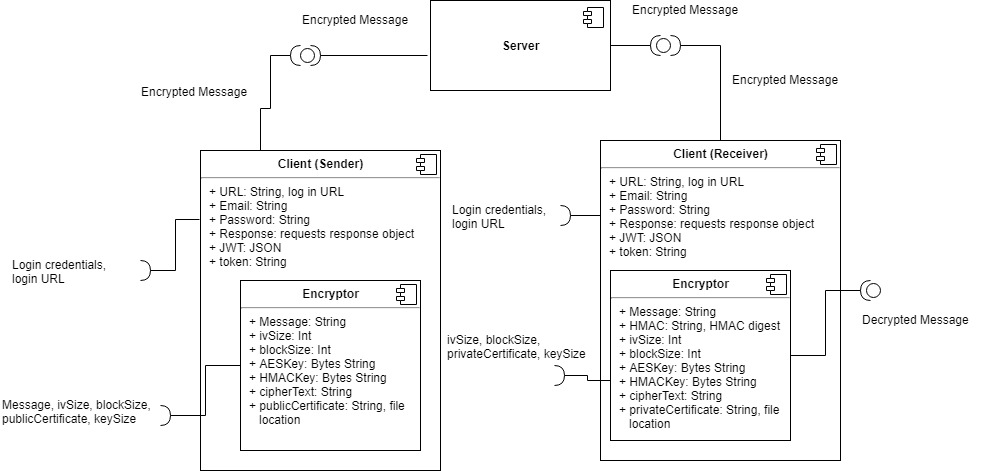 Encrypted Message
Encrypted Message
Server
Encrypted Message
Encrypted Message
Client (Sender)
+ URL: String, log in URL
+ Email: String
+ Password: String
+ Response: requests response object
+ JWT: JSON
+ token: String
Login credentials,
login URL
Encryptor
+ Message: String
+ ivSize: Int
+ blockSize: Int
+ AESKey: Bytes String
+ HMACKey: Bytes String
+ cipherText: String
+ publicCertificate: String, file
location
Message, ivSize, blockSize,
publicCertificate, keySize
Client (Receiver)
+ URL: String, log in URL
+ Email: String
+ Password: String
+ Response: requests response object
+ JWT: JSON
+ token: String
Login credentials,
login URL
Encryptor
+ Message: String
+ HMAC: String, HMAC digest
+ ivSize: Int
+ blockSize: Int
+ AESKey: Bytes String
+ HMACKey: Bytes String
+ cipherText: String
+ privateCertificate: String, file
location
ivSize, blockSize,
privateCertificate, keySize
Decrypted Message